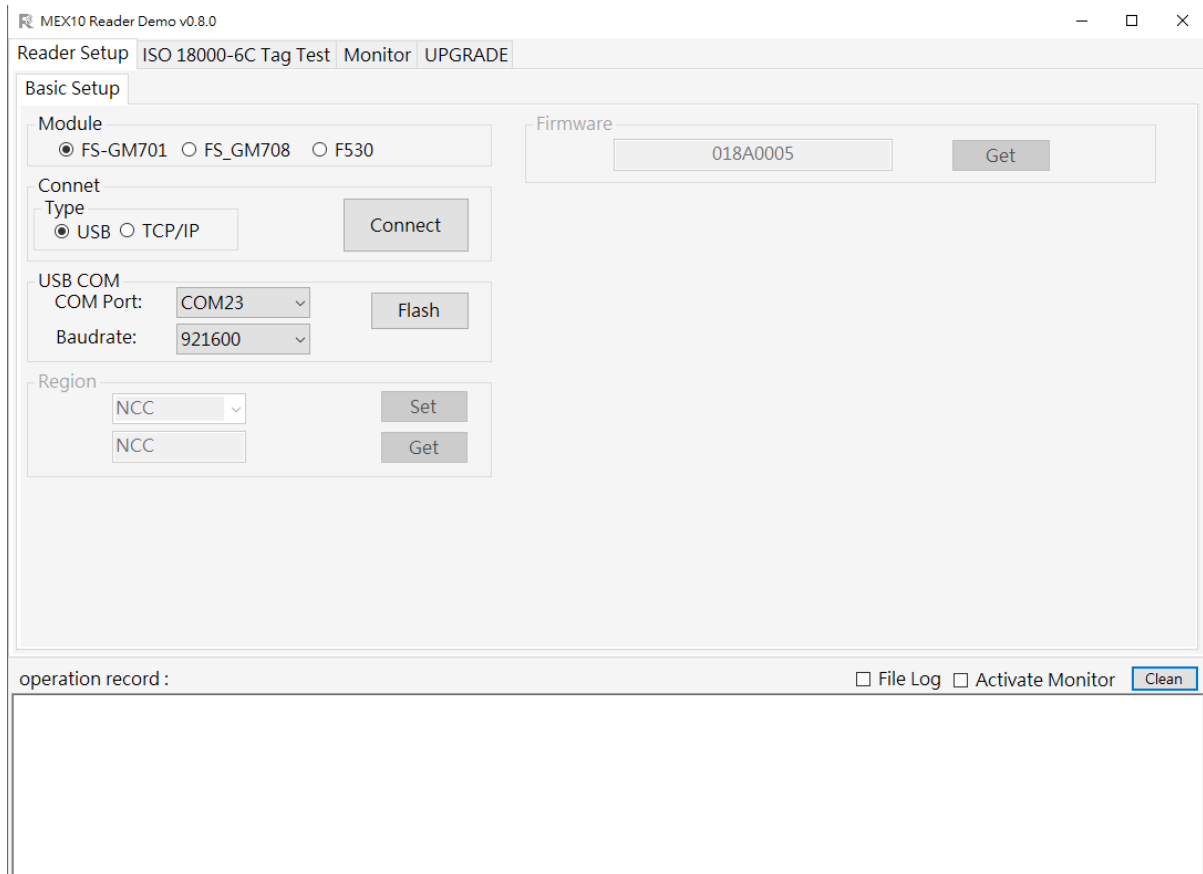 MEX10 Reader Demo v0.8.0
Reader Setup ISO 18000-6C Tag Test Monitor UPGRADE
Basic Setup
Module
FS-GM701 FS_GM708 F530
Firmware
018A0005 Get
Connet
Type
USB TCP/IP
Connect
USB COM
COM Port: COM23
Flash
Baudrate: 921600
Region
NCC Set
NCC Get
operation record : File Log Activate Monitor Clean